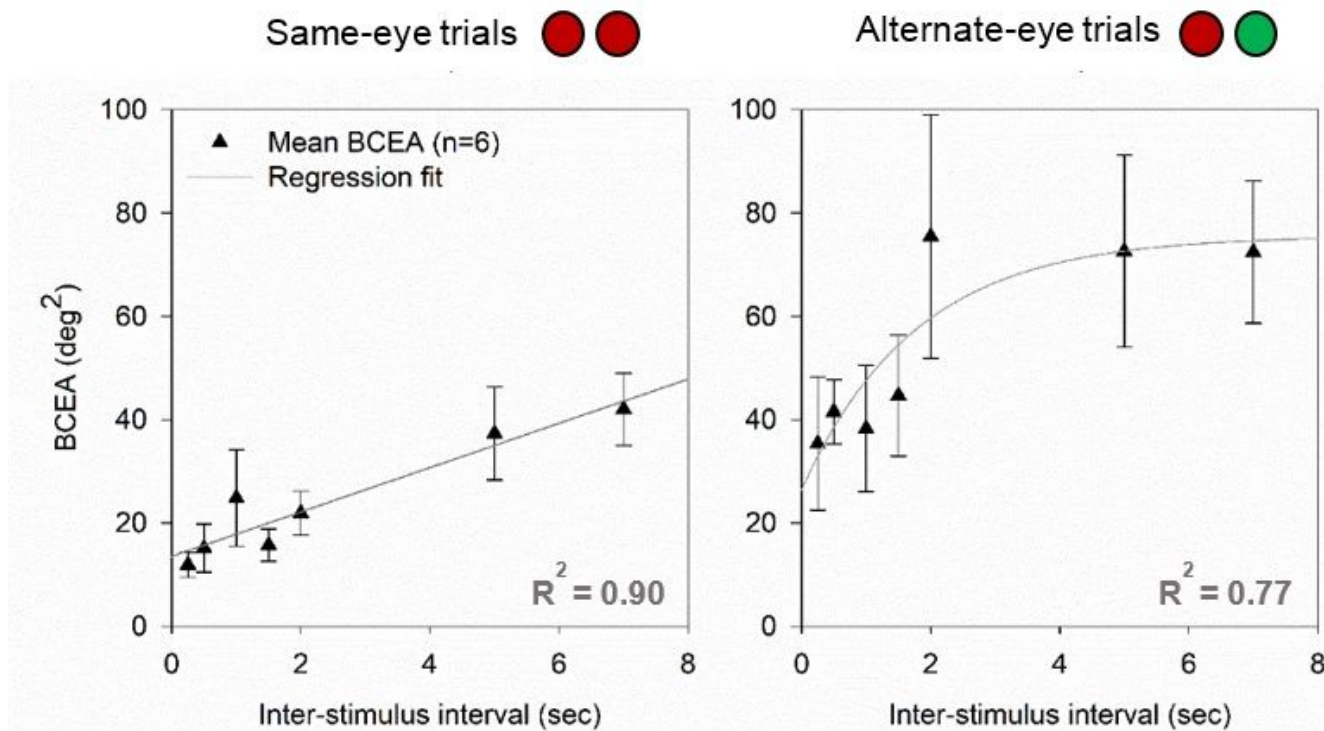 Same-eye trials
Alternate-eye trials
100
80
60
40
20
0
BCEA (deg²)
Mean BCEA (n=6)
Regression fit
R² = 0.90
0 2 4 6 8
Inter-stimulus interval (sec)
100
80
60
40
20
0
R² = 0.77
0 2 4 6 8
Inter-stimulus interval (sec)